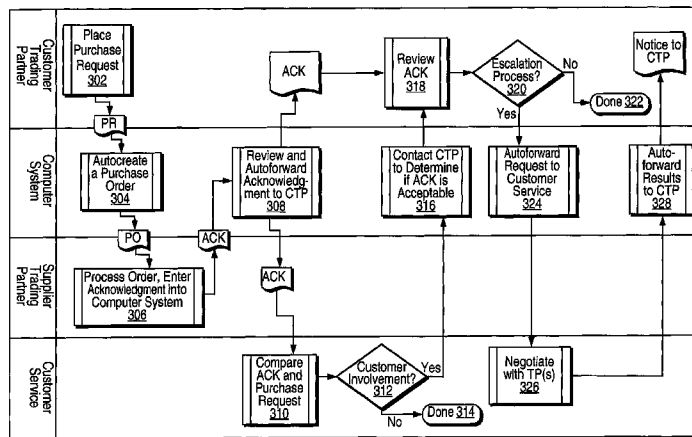 Customer
Trading
Partner
Place
Purchase
Request
302
PR
ACK
Review
ACK
318
Escalation
Process?
320
No
Yes
Done 322
Notice to
CTP
Computer
System
Autocreate
a Purchase
Order
304
PO
ACK
Review and
Autoforward
Acknowledg-
ment to CTP
308
Contact CTP
to Determine
if ACK is
Acceptable
316
Autoforward
Request to
Customer
Service
324
Auto-
forward
Results
to CTP
328
Supplier
Trading
Partner
Process Order, Enter
Acknowledgment into
Computer System
306
ACK
Customer
Service
Compare
ACK and
Purchase
Request
310
Customer
Involvement?
312
Yes
No
Done 314
Negotiate
with TP(s)
326